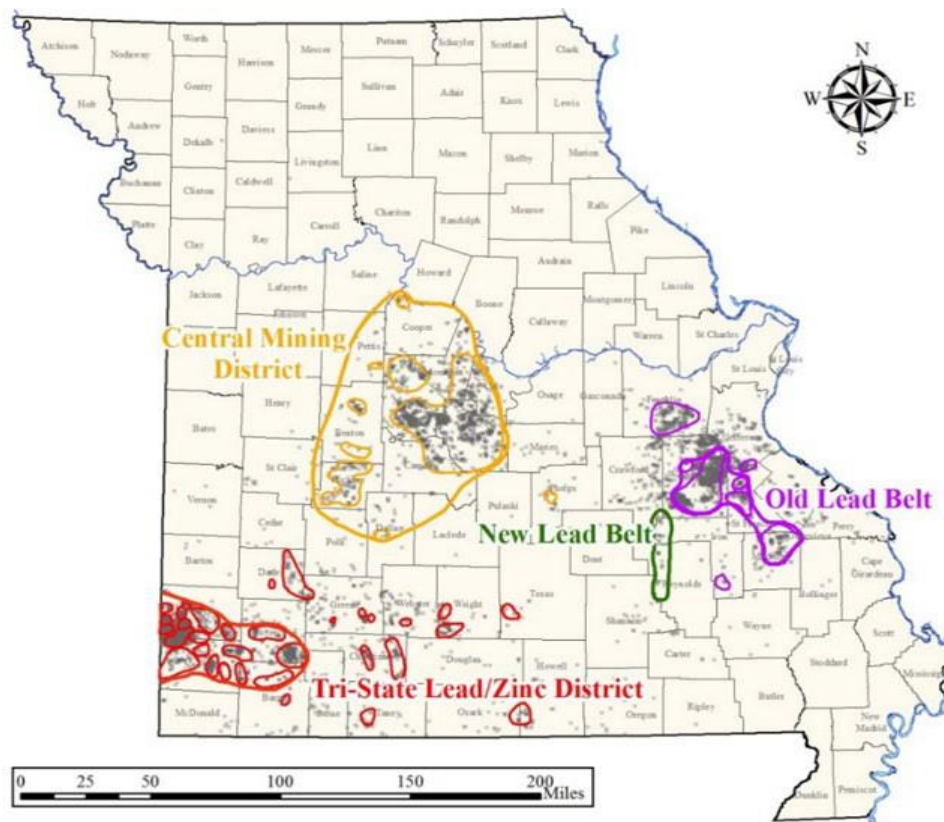 Atchison
Nodaway
Worth
Harrison
Mercer
Putnam
Schuyler
Scotland
Clark
Gentry
Sullivan
Adair
Knox
Lewis
Holt
Grundy
Andrew
Daviess
Dekalb
Linn
Macon
Shelby
Marion
Livingston
Buchanan
Clinton
Caldwell
Chariton
Randolph
Monroe
Ralls
Platte
Clay
Ray
Carroll
Pike
Audrain
Saline
Howard
Jackson
Lafayette
Boone
Callaway
Montgomery
Lincoln
Johnson
Cooper
Warren
St Charles
Pettis
Central Mining
District
St Louis
St Louis
City
Henry
Osage
Gasconade
Franklin
Bates
Benton
St Clair
Maries
Crawford
Vernon
Phelps
Old Lead Belt
Pulaski
Cedar
Dallas
Laclede
New Lead Belt
Polk
Dent
Iron
Perry
Barton
Reynolds
Cape
Girardeau
Bollinger
Texas
Greene
Webster
Wright
Shannon
Wayne
Scott
Carter
Douglas
Howell
Stoddard
Tri-State Lead/Zinc District
Butler
McDonald
Taney
Ozark
Oregon
Ripley
New
Madrid
Dunklin
Pemiscot
N
W
E
S
0 25 50 100 150 200
Miles